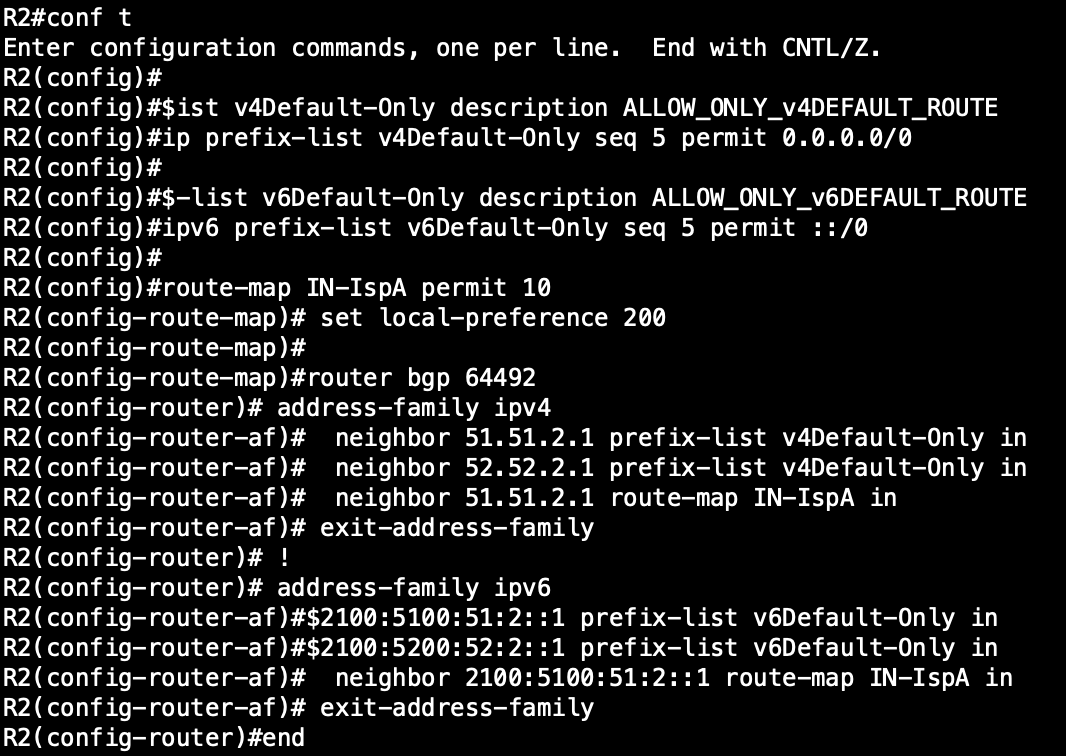 R2#conf t
Enter configuration commands, one per line.  End with CNTL/Z.
R2(config)#
R2(config)#$ist v4Default-Only description ALLOW_ONLY_v4DEFAULT_ROUTE
R2(config)#ip prefix-list v4Default-Only seq 5 permit 0.0.0.0/0
R2(config)#
R2(config)#$-list v6Default-Only description ALLOW_ONLY_v6DEFAULT_ROUTE
R2(config)#ipv6 prefix-list v6Default-Only seq 5 permit ::/0
R2(config)#
R2(config)#route-map IN-IspA permit 10
R2(config-route-map)# set local-preference 200
R2(config-route-map)#
R2(config-route-map)#router bgp 64492
R2(config-router)# address-family ipv4
R2(config-router-af)#  neighbor 51.51.2.1 prefix-list v4Default-Only in
R2(config-router-af)#  neighbor 52.52.2.1 prefix-list v4Default-Only in
R2(config-router-af)#  neighbor 51.51.2.1 route-map IN-IspA in
R2(config-router-af)# exit-address-family
R2(config-router)# !
R2(config-router)# address-family ipv6
R2(config-router-af)#$2100:5100:51:2::1 prefix-list v6Default-Only in
R2(config-router-af)#$2100:5200:52:2::1 prefix-list v6Default-Only in
R2(config-router-af)#  neighbor 2100:5100:51:2::1 route-map IN-IspA in
R2(config-router-af)# exit-address-family
R2(config-router)#end